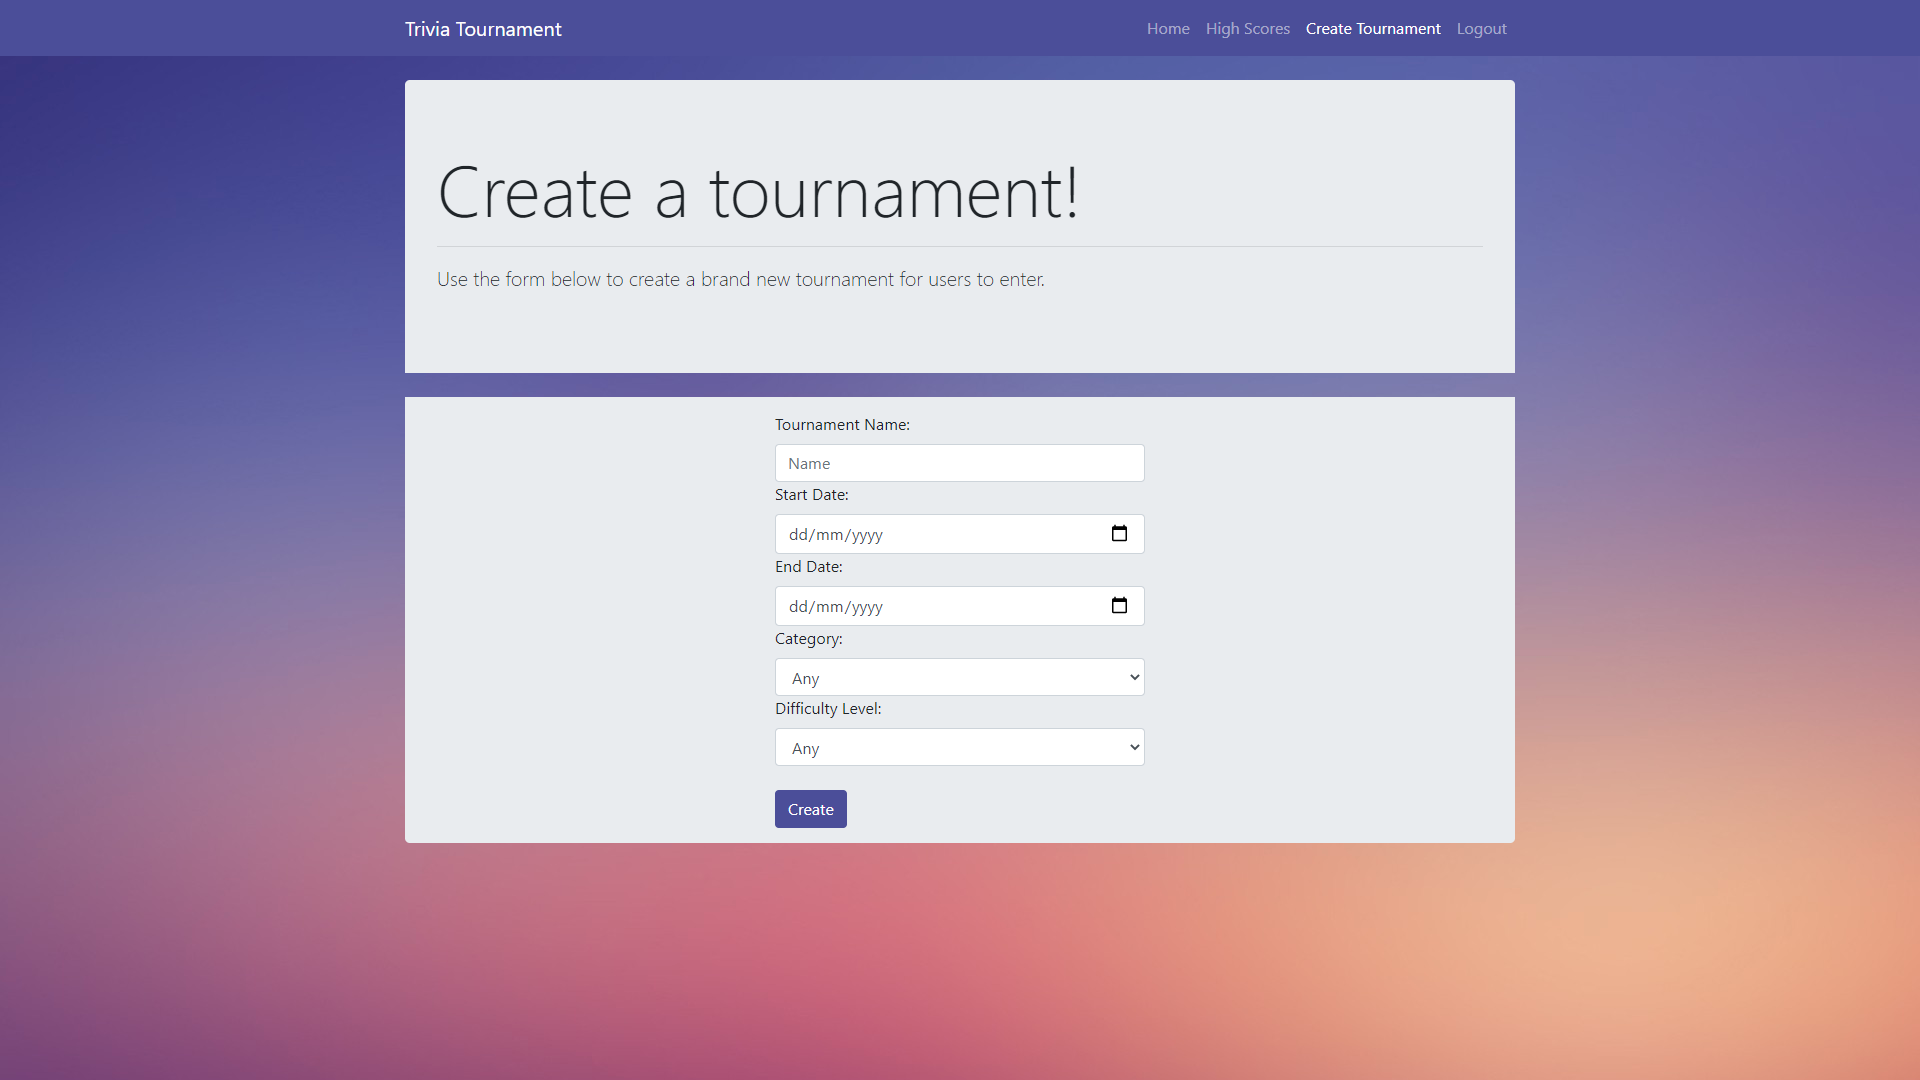 Trivia Tournament Home High Scores Create Tournament Logout
Create a tournament!
Use the form below to create a brand new tournament for users to enter.
Tournament Name:
Name
Start Date:
dd/mm/yyyy
End Date:
dd/mm/yyyy
Category:
Any
Difficulty Level:
Any
Create